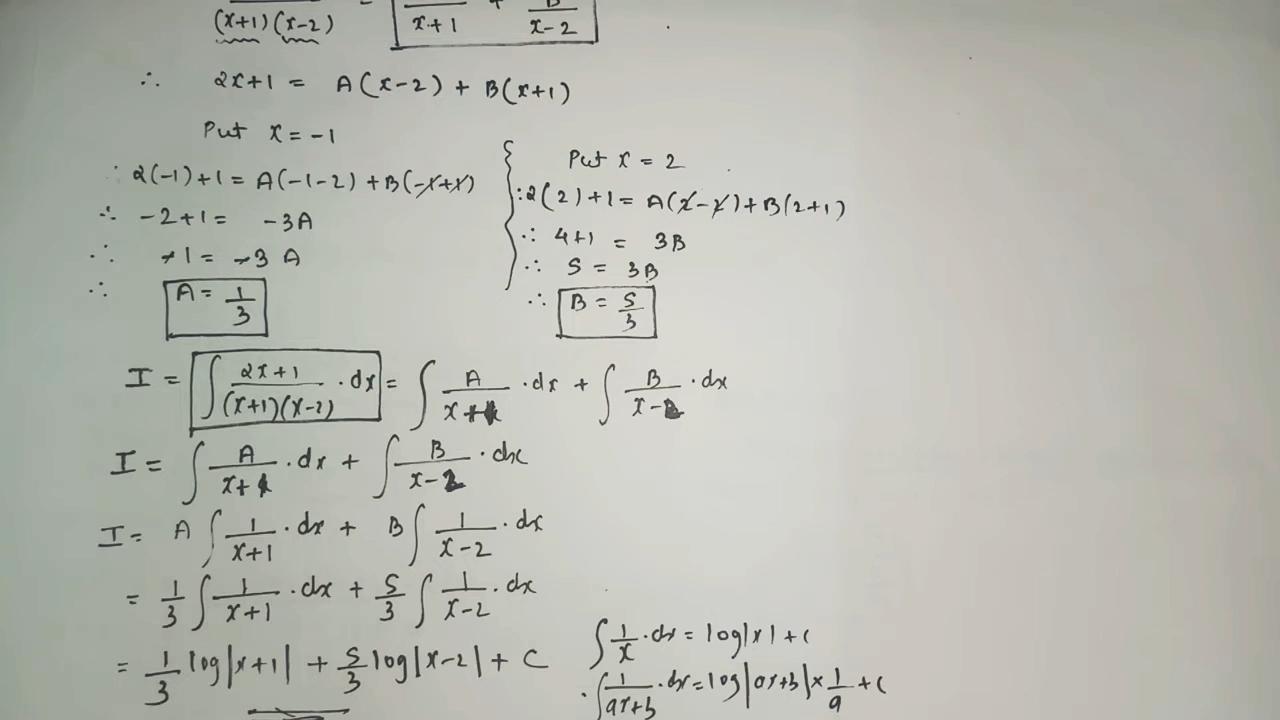 (x+1)(x-2) = x+1 + B/x-2
∴ 2x+1 = A(x-2) + B(x+1)
Put x = -1
∴ 2(-1)+1 = A(-1-2) + B(-1+1)
∴ -2+1 = -3A
∴ -1 = -3A
∴ A = 1/3
Put x = 2
∴ 2(2)+1 = A(2-2)+B(2+1)
∴ 4+1 = 3B
∴ 5 = 3B
∴ B = 5/3
I = ∫ 2x+1/(x+1)(x-2) · dx = ∫ A/x+1 · dx + ∫ B/x-2 · dx
I = ∫ A/x+1 · dx + ∫ B/x-2 · dx
I = A ∫ 1/x+1 · dx + B ∫ 1/x-2 · dx
= 1/3 ∫ 1/x+1 · dx + 5/3 ∫ 1/x-2 · dx
= 1/3 log|x+1| + 5/3 log|x-2| + C
∫ 1/x · dx = log|x| + c
· ∫ 1/ax+b · dx = log|ax+b| × 1/a + c